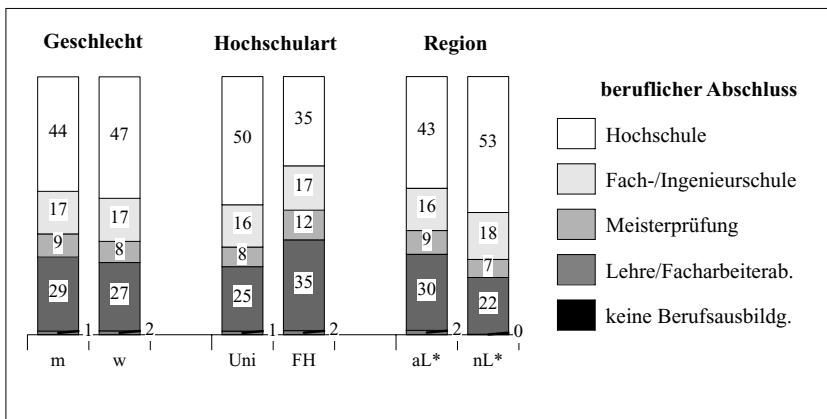 Geschlecht Hochschulart Region
beruflicher Abschluss
Hochschule
Fach-/Ingenieurschule
Meisterprüfung
Lehre/Facharbeiterab.
keine Berufsausbildg.
44 47 50 35 43 53
17 17 16 17 16 18
9 8 8 12 9 7
29 27 25 35 30 22
1 2 1 2 2 0
m w Uni FH aL* nL*